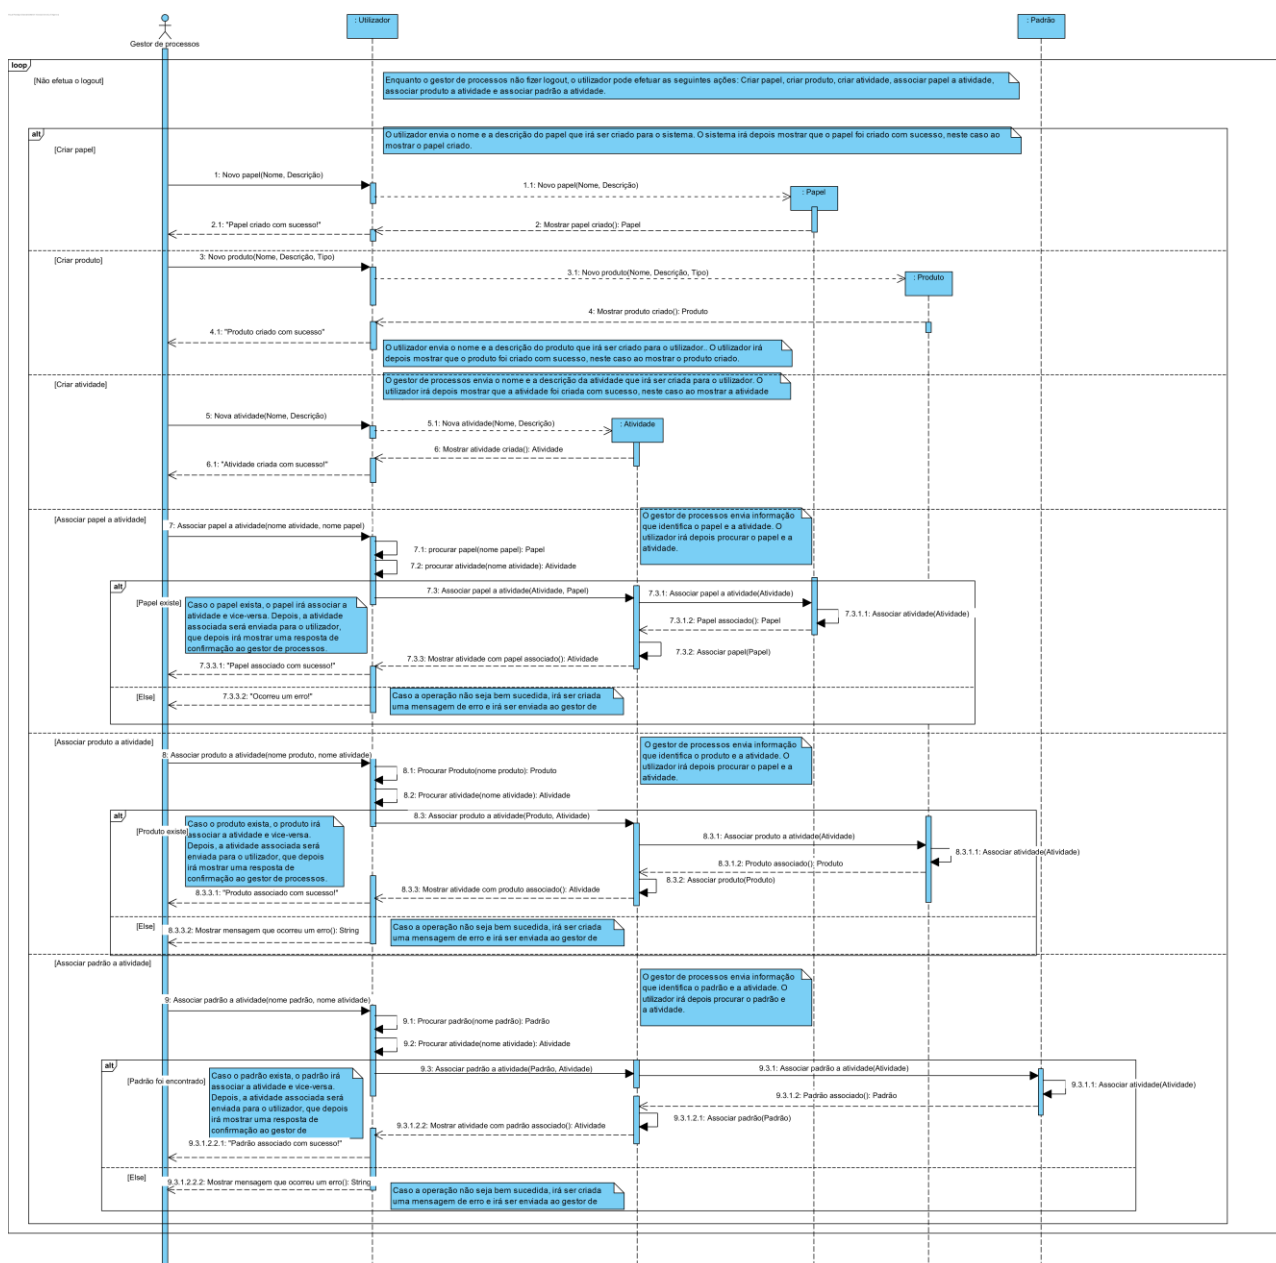 : Utilizador
: Padrão
Gestor de processos
loop
[Não efetua o logout]
Enquanto o gestor de processos não fizer logout, o utilizador pode efetuar as seguintes ações: Criar papel, criar produto, criar atividade, associar papel a atividade,
associar produto a atividade e associar padrão a atividade.
alt
[Criar papel]
O utilizador envia o nome e a descrição do papel que irá ser criado para o sistema. O sistema irá depois mostrar que o papel foi criado com sucesso, neste caso ao
mostrar o papel criado.
1: Novo papel(Nome, Descrição)
1.1: Novo papel(Nome, Descrição)
: Papel
2: Mostrar papel criado(): Papel
2.1: "Papel criado com sucesso!"
[Criar produto]
3: Novo produto(Nome, Descrição, Tipo)
3.1: Novo produto(Nome, Descrição, Tipo)
: Produto
4: Mostrar produto criado(): Produto
4.1: "Produto criado com sucesso"
O utilizador envia o nome e a descrição do produto que irá ser criado para o utilizador.. O utilizador irá
depois mostrar que o produto foi criado com sucesso, neste caso ao mostrar o produto criado.
[Criar atividade]
O gestor de processos envia o nome e a descrição da atividade que irá ser criada para o utilizador. O
utilizador irá depois mostrar que a atividade foi criada com sucesso, neste caso ao mostrar a atividade
5: Nova atividade(Nome, Descrição)
5.1: Nova atividade(Nome, Descrição)
: Atividade
6: Mostrar atividade criada(): Atividade
6.1: "Atividade criada com sucesso!"
[Associar papel a atividade]
7: Associar papel a atividade(nome atividade, nome papel)
O gestor de processos envia informação
que identifica o papel e a atividade. O
utilizador irá depois procurar o papel e a
atividade.
7.1: procurar papel(nome papel): Papel
7.2: procurar atividade(nome atividade): Atividade
alt
[Papel existe]
Caso o papel exista, o papel irá associar a
atividade e vice-versa. Depois, a atividade
associada será enviada para o utilizador,
que depois irá mostrar uma resposta de
confirmação ao gestor de processos.
7.3: Associar papel a atividade(Atividade, Papel)
7.3.1: Associar papel a atividade(Atividade)
7.3.1.1: Associar atividade(Atividade)
7.3.1.2: Papel associado(): Papel
7.3.2: Associar papel(Papel)
7.3.3: Mostrar atividade com papel associado(): Atividade
7.3.3.1: "Papel associado com sucesso!"
[Else]
7.3.3.2: "Ocorreu um erro!"
Caso a operação não seja bem sucedida, irá ser criada
uma mensagem de erro e irá ser enviada ao gestor de
[Associar produto a atividade]
8: Associar produto a atividade(nome produto, nome atividade)
O gestor de processos envia informação
que identifica o produto e a atividade. O
utilizador irá depois procurar o papel e a
atividade.
8.1: Procurar Produto(nome produto): Produto
8.2: Procurar atividade(nome atividade): Atividade
alt
[Produto existe]
Caso o produto exista, o produto irá
associar a atividade e vice-versa.
Depois, a atividade associada será
enviada para o utilizador, que depois
irá mostrar uma resposta de
confirmação ao gestor de processos.
8.3: Associar produto a atividade(Produto, Atividade)
8.3.1: Associar produto a atividade(Atividade)
8.3.1.1: Associar atividade(Atividade)
8.3.1.2: Produto associado(): Produto
8.3.2: Associar produto(Produto)
8.3.3: Mostrar atividade com produto associado(): Atividade
8.3.3.1: "Produto associado com sucesso!"
[Else]
8.3.3.2: Mostrar mensagem que ocorreu um erro(): String
Caso a operação não seja bem sucedida, irá ser criada
uma mensagem de erro e irá ser enviada ao gestor de
[Associar padrão a atividade]
O gestor de processos envia informação
que identifica o padrão e a atividade. O
utilizador irá depois procurar o padrão e
a atividade.
9: Associar padrão a atividade(nome padrão, nome atividade)
9.1: Procurar padrão(nome padrão): Padrão
9.2: Procurar atividade(nome atividade): Atividade
alt
[Padrão foi encontrado]
Caso o padrão exista, o padrão irá
associar a atividade e vice-versa.
Depois, a atividade associada será
enviada para o utilizador, que depois
irá mostrar uma resposta de
confirmação ao gestor de
9.3: Associar padrão a atividade(Padrão, Atividade)
9.3.1: Associar padrão a atividade(Atividade)
9.3.1.1: Associar atividade(Atividade)
9.3.1.2: Padrão associado(): Padrão
9.3.1.2.1: Associar padrão(Padrão)
9.3.1.2.2: Mostrar atividade com padrão associado(): Atividade
9.3.1.2.2.1: "Padrão associado com sucesso!"
[Else]
9.3.1.2.2.2: Mostrar mensagem que ocorreu um erro(): String
Caso a operação não seja bem sucedida, irá ser criada
uma mensagem de erro e irá ser enviada ao gestor de